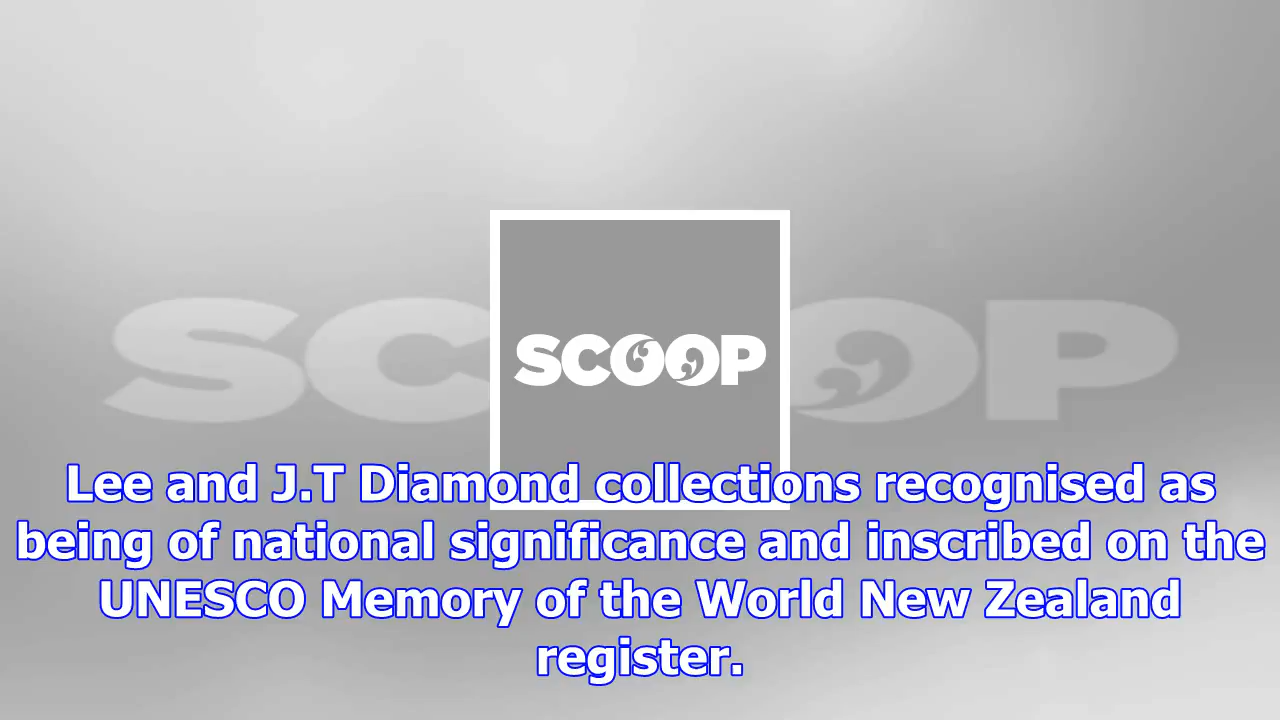 SCOOP
SCOOP
Lee and J.T Diamond collections recognised as
being of national significance and inscribed on the
UNESCO Memory of the World New Zealand
register.